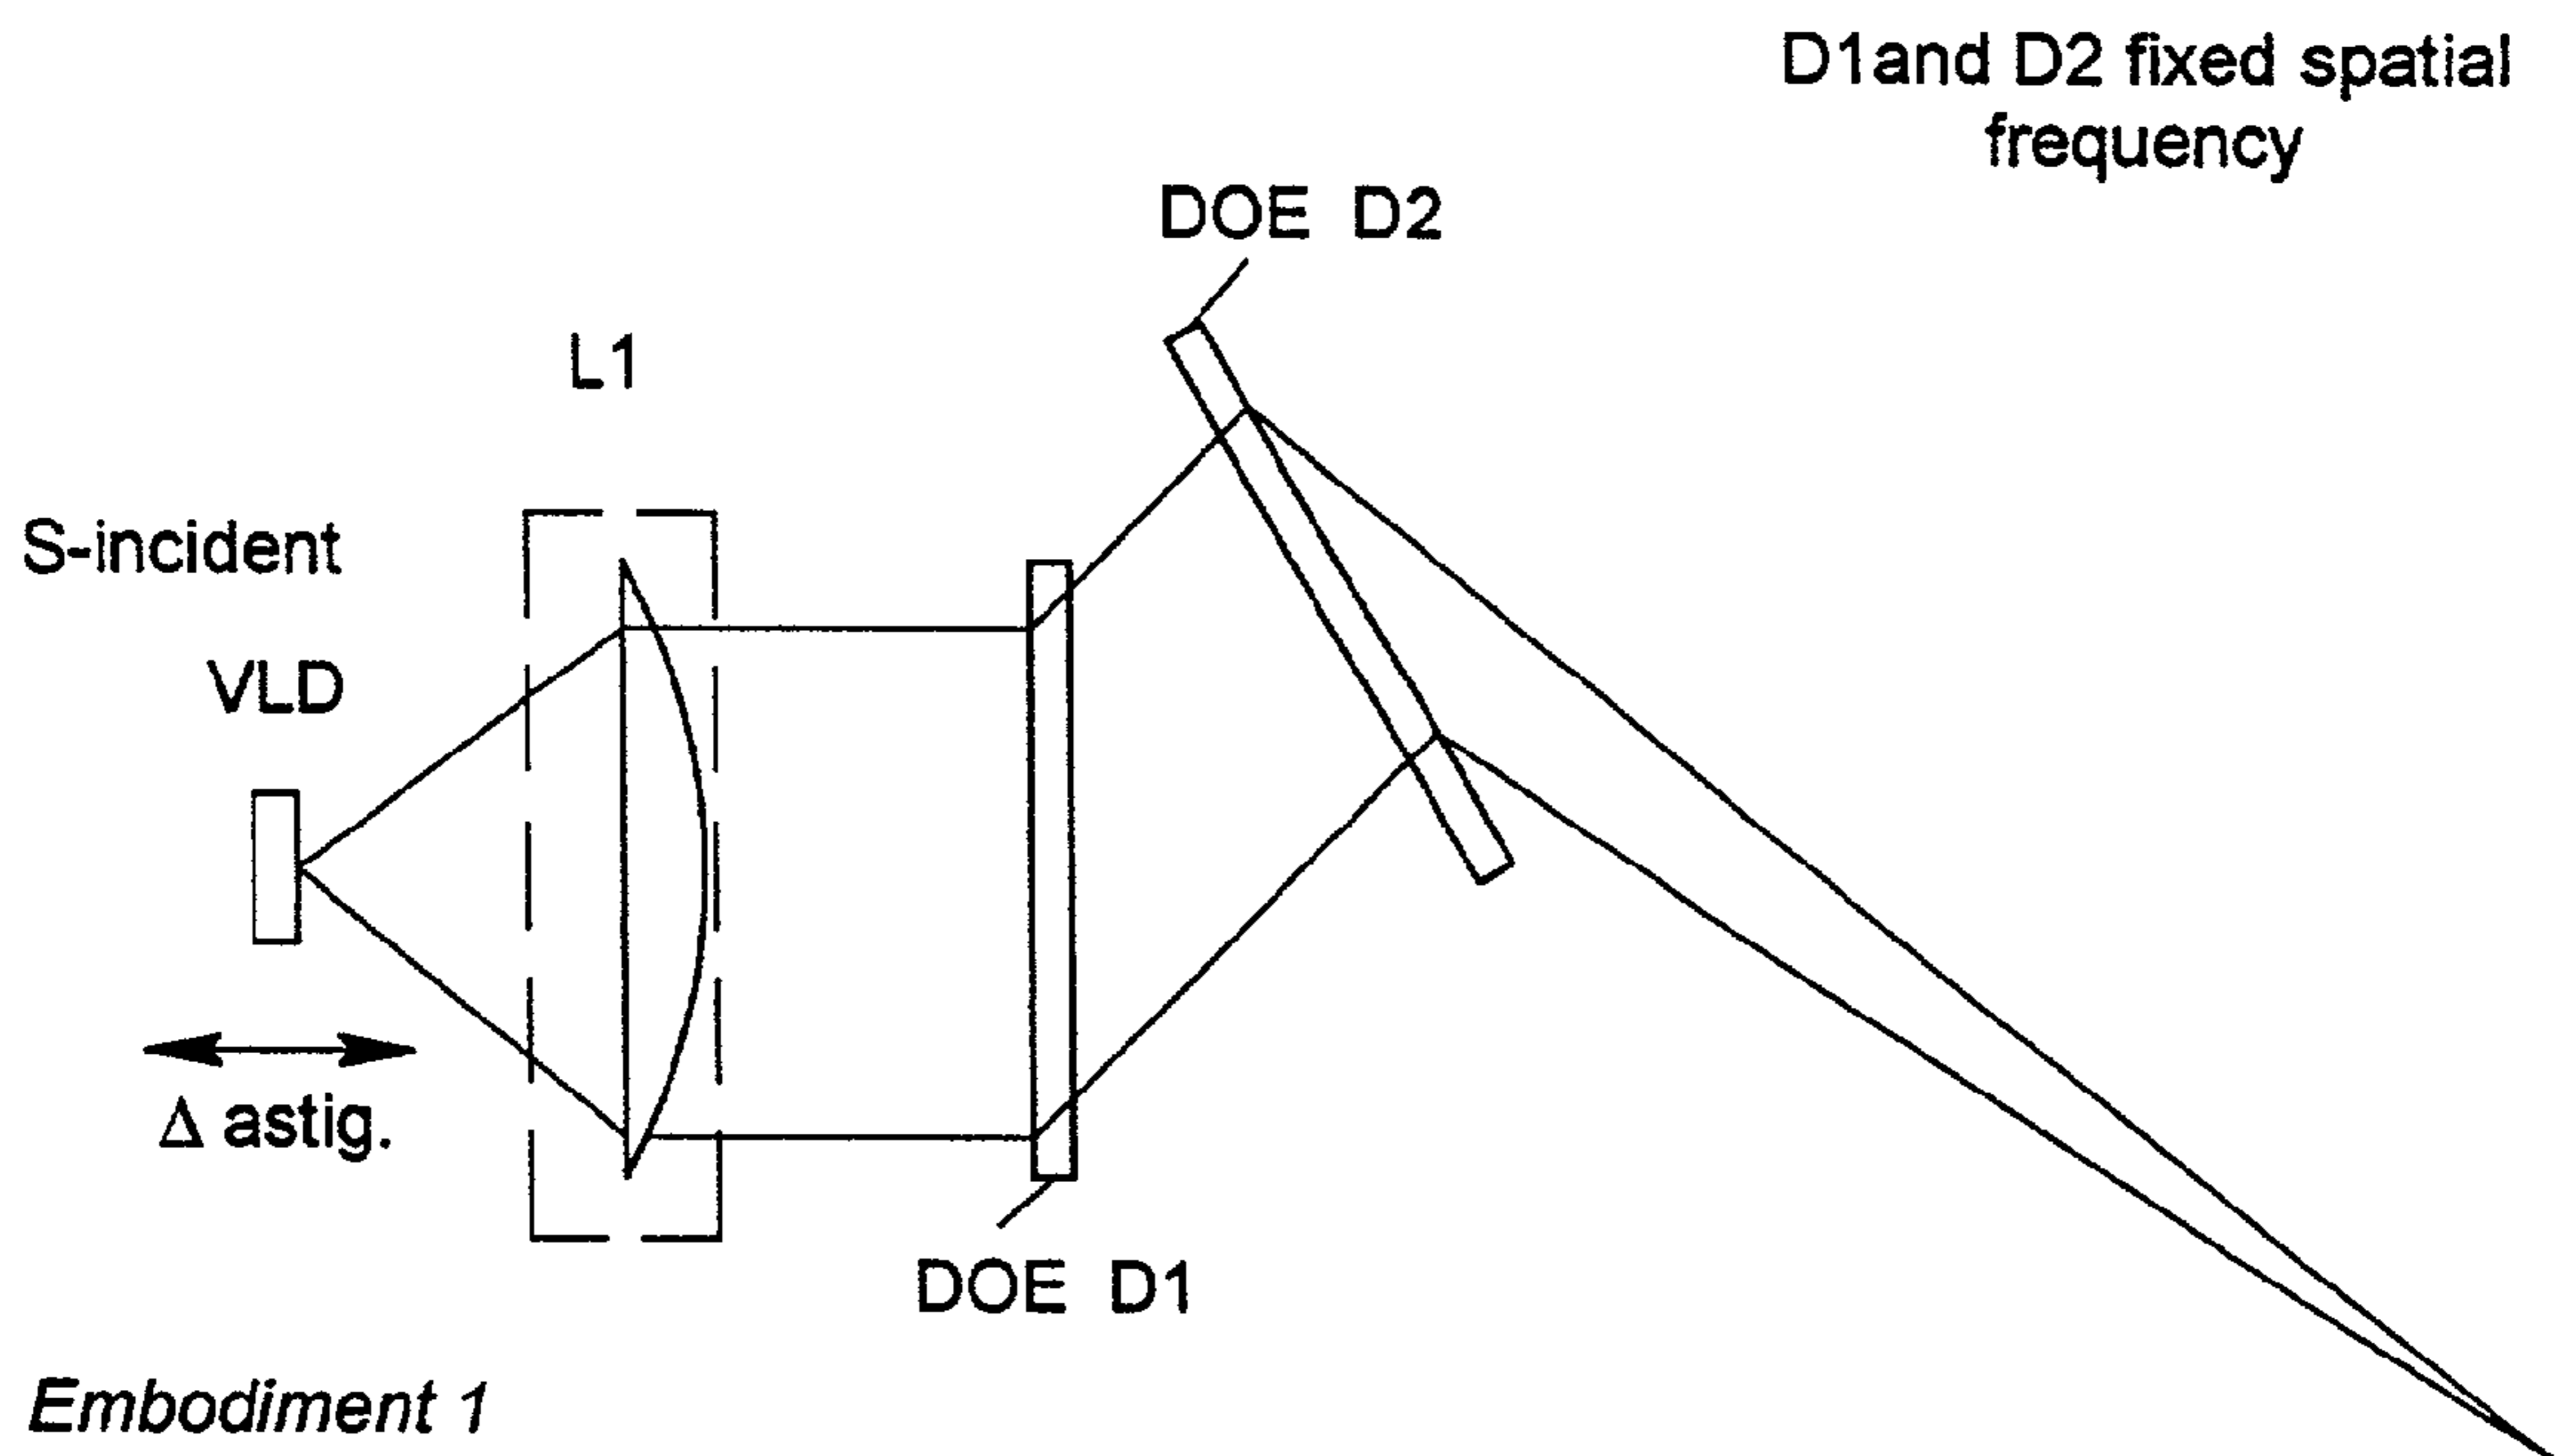 D1and D2 fixed spatial
frequency
DOE D2
L1
S-incident
VLD
Δ astig.
DOE D1
Embodiment 1